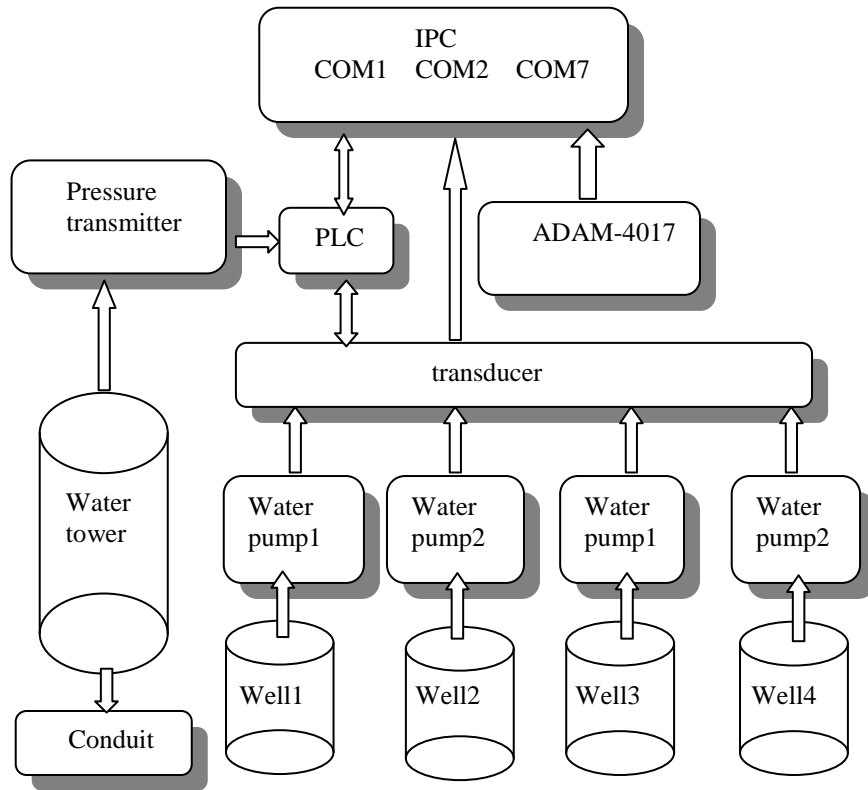 IPC
COM1 COM2 COM7
Pressure
transmitter
PLC
ADAM-4017
transducer
Water
tower
Water
pump1
Water
pump2
Water
pump1
Water
pump2
Well1
Well2
Well3
Well4
Conduit